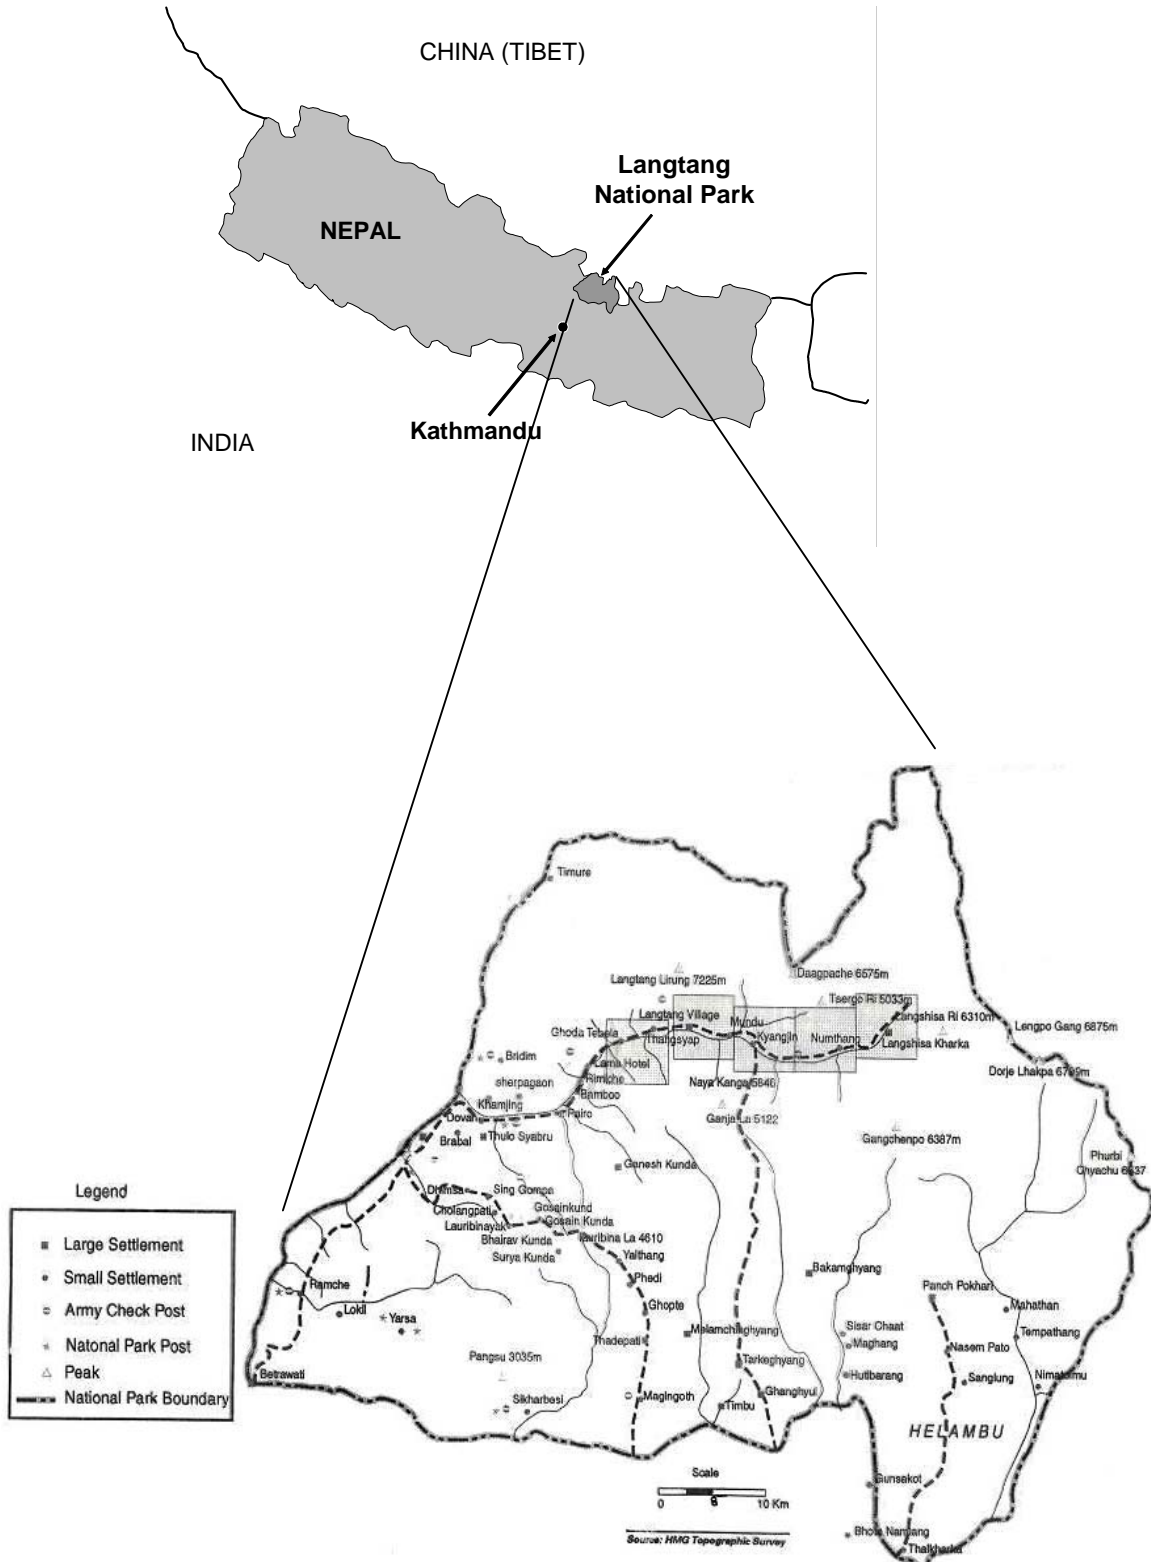 CHINA (TIBET)
Langtang
National Park
NEPAL
Kathmandu
INDIA
Timure
Langtang Lirung 7225m
Daagpache 6575m
Tsergo Ri 5033m
Langshisa Ri 6310m
Lengpo Gang 6875m
Langtang Village
Mundu
Ghoda Tebela
Thangsyap
Kyangjin
Numthang
Langshisa Kharka
Bridim
Lama Hotel
Dorje Lhakpa 6799m
sherpagaon
Rimche
Bamboo
Naya Kanga 5846
Khamjing
Pairo
Ganja La 5122
Dovan
Brabal
Thulo Syabru
Gangchenpo 6387m
Phurbi
Chyachu 6637
Ganesh Kunda
Dhimsa
Sing Gompa
Cholangpati
Gosainkund
Lauribinayak
Gosain Kunda
Bhairav Kunda
lauribina La 4610
Surya Kunda
Yalthang
Phedi
Bakamghyang
Panch Pokhari
Ramche
Lokil
Yarsa
Ghopte
Mahathan
Thadepati
Melamchighyang
Sisar Chaat
Maghang
Tempathang
Nasem Pato
Pangsu 3035m
Tarkeghyang
Hutibarang
Sanglung
Nimatolmu
Betrawati
Sikharbesi
Magingoth
Timbu
Ghanghyul
HELAMBU
Gunsakot
Bhote Namlang
Thalkharka
Legend
Large Settlement
Small Settlement
Army Check Post
Natonal Park Post
Peak
National Park Boundary
Scale
0 10 Km
Source: HMG Topographic Survey